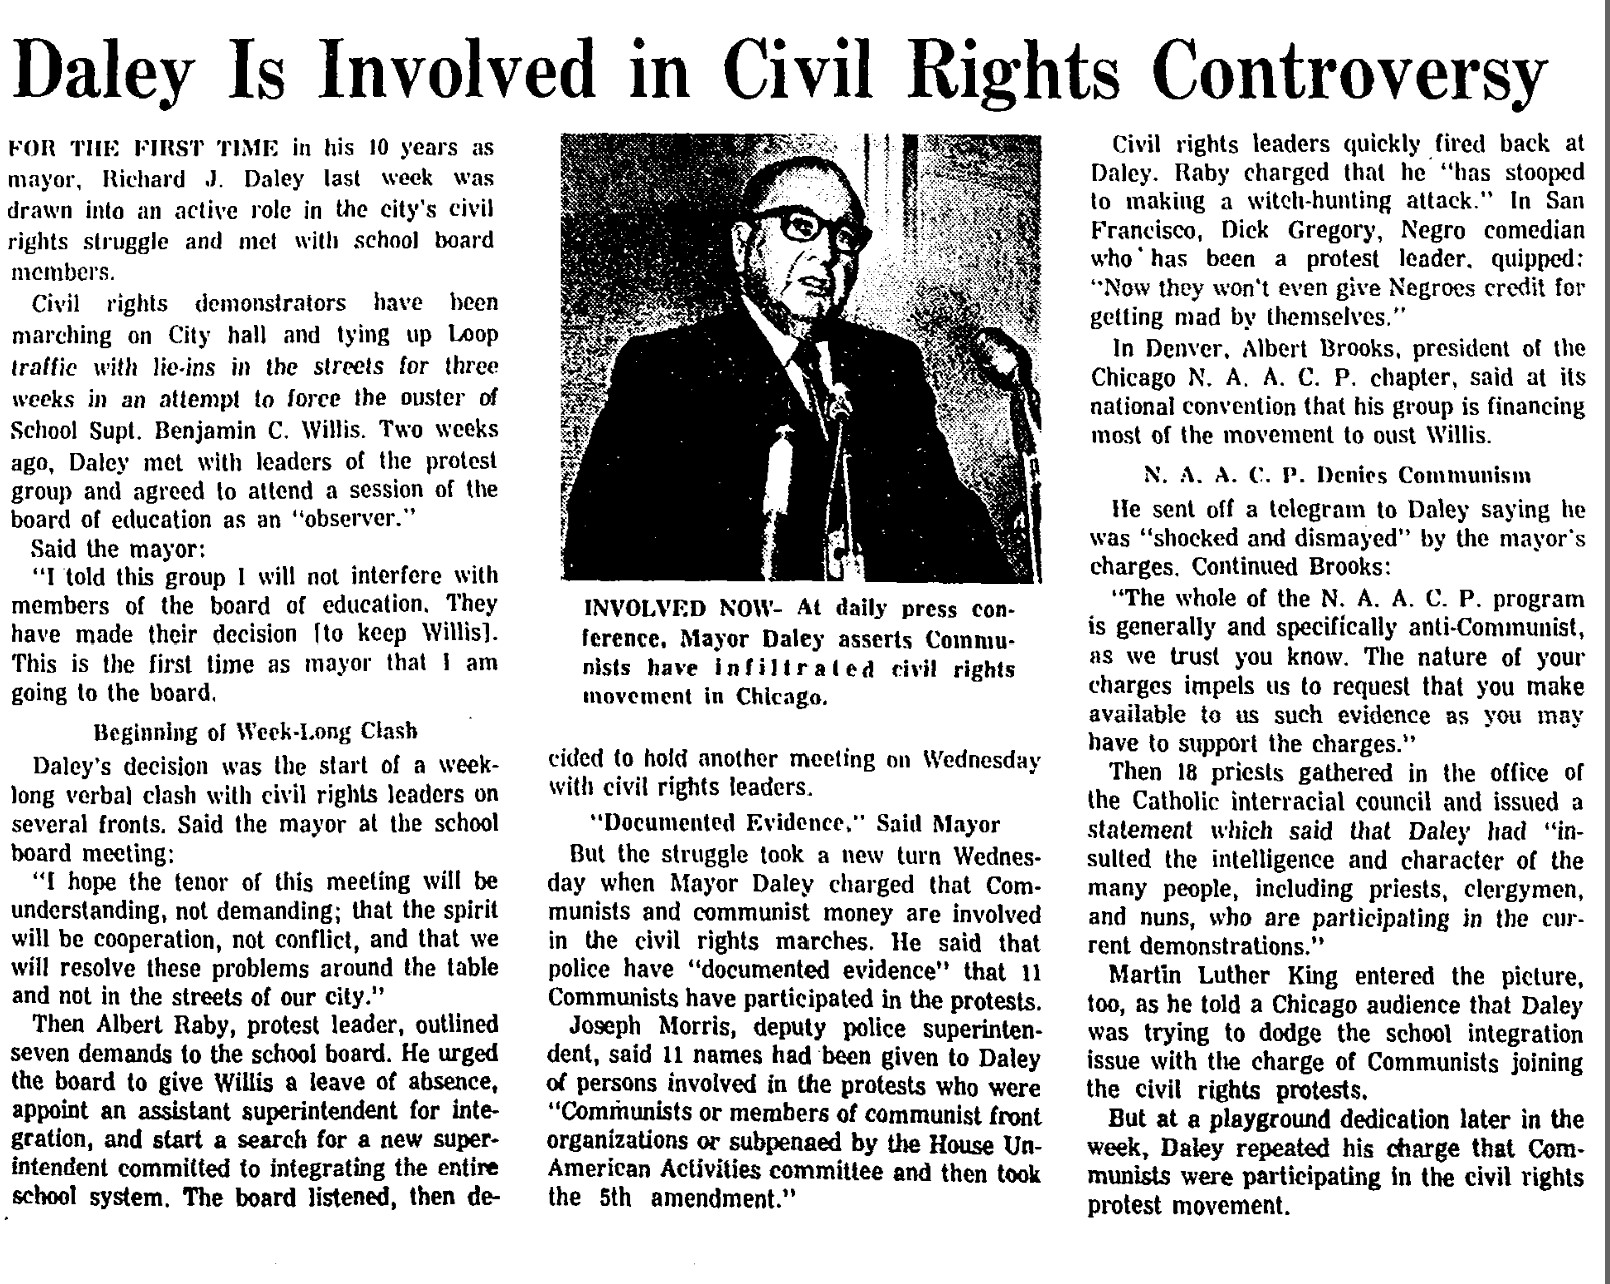 Daley Is Involved in Civil Rights Controversy
FOR THE FIRST TIME in his 10 years as
mayor, Richard J. Daley last week was
drawn into an active role in the city's civil
rights struggle and met with school board
members.
Civil rights demonstrators have been
marching on City hall and tying up Loop
traffic with lie-ins in the streets for three
weeks in an attempt to force the ouster of
School Supt. Benjamin C. Willis. Two weeks
ago, Daley met with leaders of the protest
group and agreed to attend a session of the
board of education as an "observer."
Said the mayor:
"I told this group I will not interfere with
members of the board of education. They
have made their decision [to keep Willis].
This is the first time as mayor that I am
going to the board.
Beginning of Week-Long Clash
Daley's decision was the start of a week-
long verbal clash with civil rights leaders on
several fronts. Said the mayor at the school
board meeting:
"I hope the tenor of this meeting will be
understanding, not demanding; that the spirit
will be cooperation, not conflict, and that we
will resolve these problems around the table
and not in the streets of our city."
Then Albert Raby, protest leader, outlined
seven demands to the school board. He urged
the board to give Willis a leave of absence,
appoint an assistant superintendent for inte-
gration, and start a search for a new super-
intendent committed to integrating the entire
school system. The board listened, then de-
INVOLVED NOW- At daily press con-
ference, Mayor Daley asserts Commu-
nists have infiltrated civil rights
movement in Chicago.
cided to hold another meeting on Wednesday
with civil rights leaders.
"Documented Evidence," Said Mayor
But the struggle took a new turn Wednes-
day when Mayor Daley charged that Com-
munists and communist money are involved
in the civil rights marches. He said that
police have "documented evidence" that 11
Communists have participated in the protests.
Joseph Morris, deputy police superinten-
dent, said 11 names had been given to Daley
of persons involved in the protests who were
"Communists or members of communist front
organizations or subpenaed by the House Un-
American Activities committee and then took
the 5th amendment."
Civil rights leaders quickly fired back at
Daley. Raby charged that he "has stooped
to making a witch-hunting attack." In San
Francisco, Dick Gregory, Negro comedian
who has been a protest leader, quipped:
"Now they won't even give Negroes credit for
getting mad by themselves."
In Denver, Albert Brooks, president of the
Chicago N. A. A. C. P. chapter, said at its
national convention that his group is financing
most of the movement to oust Willis.
N. A. A. C. P. Denies Communism
He sent off a telegram to Daley saying he
was "shocked and dismayed" by the mayor's
charges. Continued Brooks:
"The whole of the N. A. A. C. P. program
is generally and specifically anti-Communist,
as we trust you know. The nature of your
charges impels us to request that you make
available to us such evidence as you may
have to support the charges."
Then 18 priests gathered in the office of
the Catholic interracial council and issued a
statement which said that Daley had "in-
sulted the intelligence and character of the
many people, including priests, clergymen,
and nuns, who are participating in the cur-
rent demonstrations."
Martin Luther King entered the picture,
too, as he told a Chicago audience that Daley
was trying to dodge the school integration
issue with the charge of Communists joining
the civil rights protests.
But at a playground dedication later in the
week, Daley repeated his charge that Com-
munists were participating in the civil rights
protest movement.